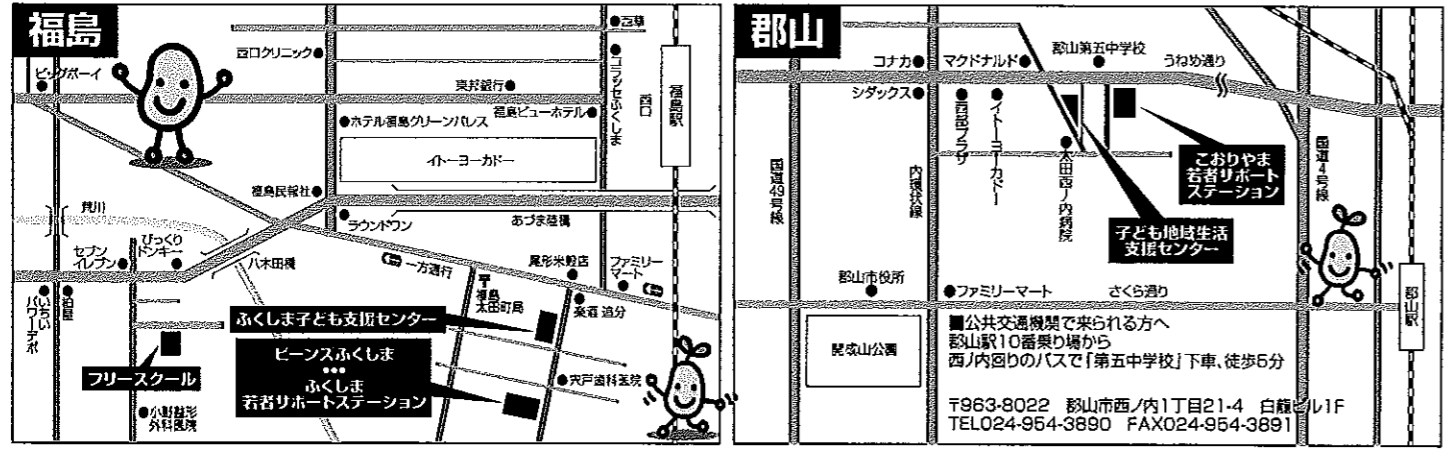 福島
ビッグボーイ
西口クリニック
東邦銀行
西口
コラッセふくしま
福島駅
ホテル福島グリーンパレス
福島ビューホテル
イトーヨーカドー
福島民報社
荒川
ラウンドワン
あづま陸橋
セブン
イレブン
びっくり
ドンキー
八木田橋
一方通行
尾形米穀店
ファミリー
マート
いちい
パワーデポ
柏屋
〒
福島
太田町局
楽酒 追分
ふくしま子ども支援センター
ビーンズふくしま
•••
ふくしま
若者サポートステーション
フリースクール
小野整形
外科医院
宍戸歯科医院
郡山
コナカ
マクドナルド
郡山第五中学校
うねめ通り
シダックス
西部プラザ
イトーヨーカドー
太田西ノ内病院
国道49号線
内環状線
国道4号線
こおりやま
若者サポート
ステーション
子ども地域生活
支援センター
郡山市役所
ファミリーマート
さくら通り
郡山駅
開成山公園
■公共交通機関で来られる方へ
郡山駅10番乗り場から
西ノ内回りのバスで「第五中学校」下車、徒歩5分
〒963-8022 郡山市西ノ内1丁目21-4 白龍ビル1F
TEL024-954-3890 FAX024-954-3891